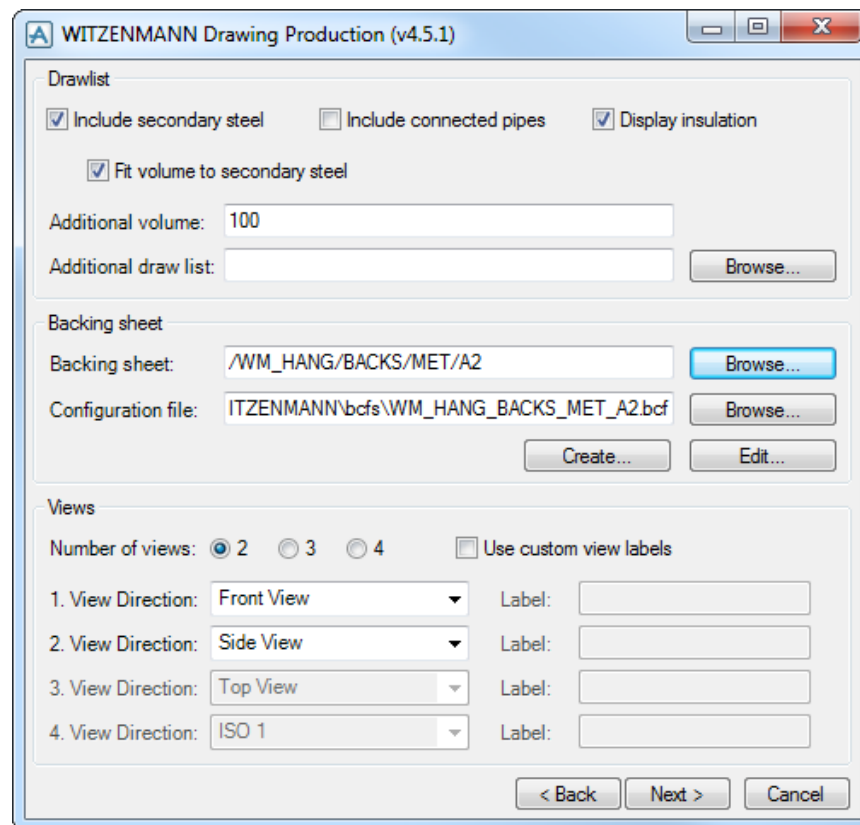 WITZENMANN Drawing Production (v4.5.1)
Drawlist
Include secondary steel Include connected pipes Display insulation
Fit volume to secondary steel
Additional volume: 100
Additional draw list: Browse...
Backing sheet
Backing sheet: /WM_HANG/BACKS/MET/A2 Browse...
Configuration file: ITZENMANN\bcfs\WM_HANG_BACKS_MET_A2.bcf Browse...
Create... Edit...
Views
Number of views: 2 3 4 Use custom view labels
1. View Direction: Front View Label:
2. View Direction: Side View Label:
3. View Direction: Top View Label:
4. View Direction: ISO 1 Label:
< Back Next > Cancel